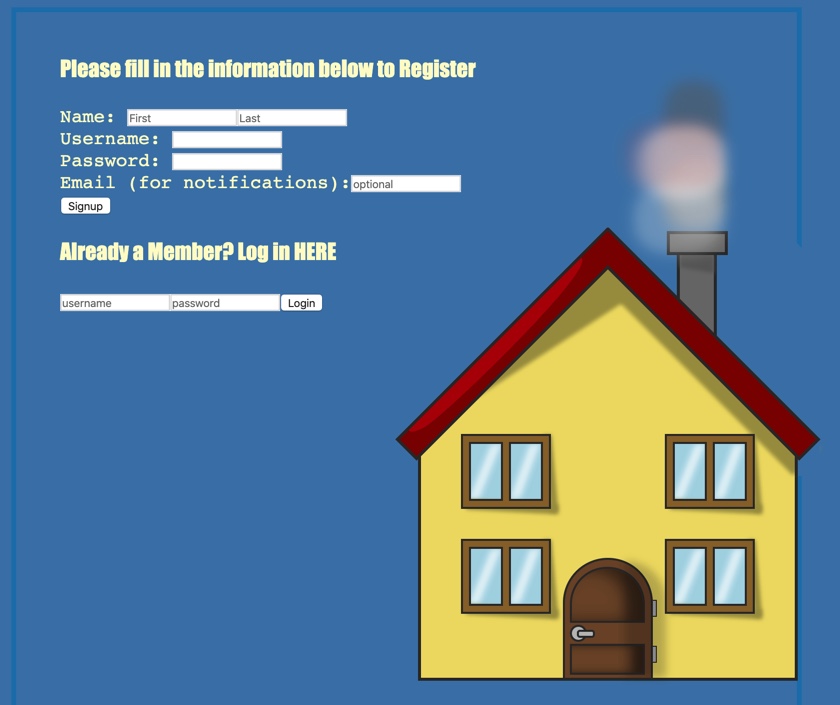 Please fill in the information below to Register
Name: First Last
Username:
Password:
Email (for notifications): optional
Signup
Already a Member? Log in HERE
username password Login